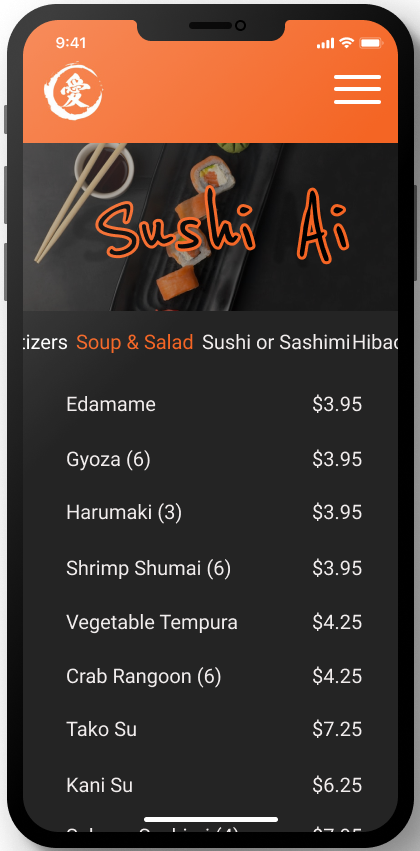 9:41
愛
Sushi Ai
tizers Soup & Salad Sushi or Sashimi Hibac
Edamame $3.95
Gyoza (6) $3.95
Harumaki (3) $3.95
Shrimp Shumai (6) $3.95
Vegetable Tempura $4.25
Crab Rangoon (6) $4.25
Tako Su $7.25
Kani Su $6.25